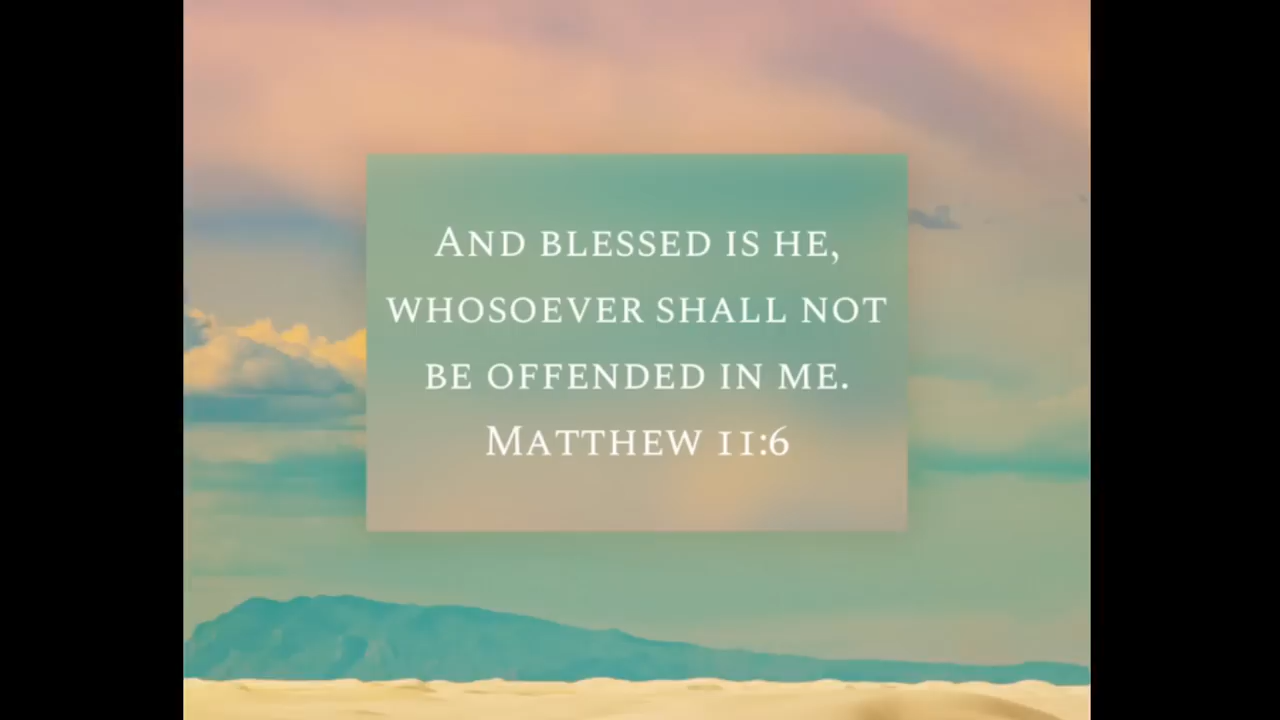 And blessed is he,
whosoever shall not
be offended in me.
Matthew 11:6